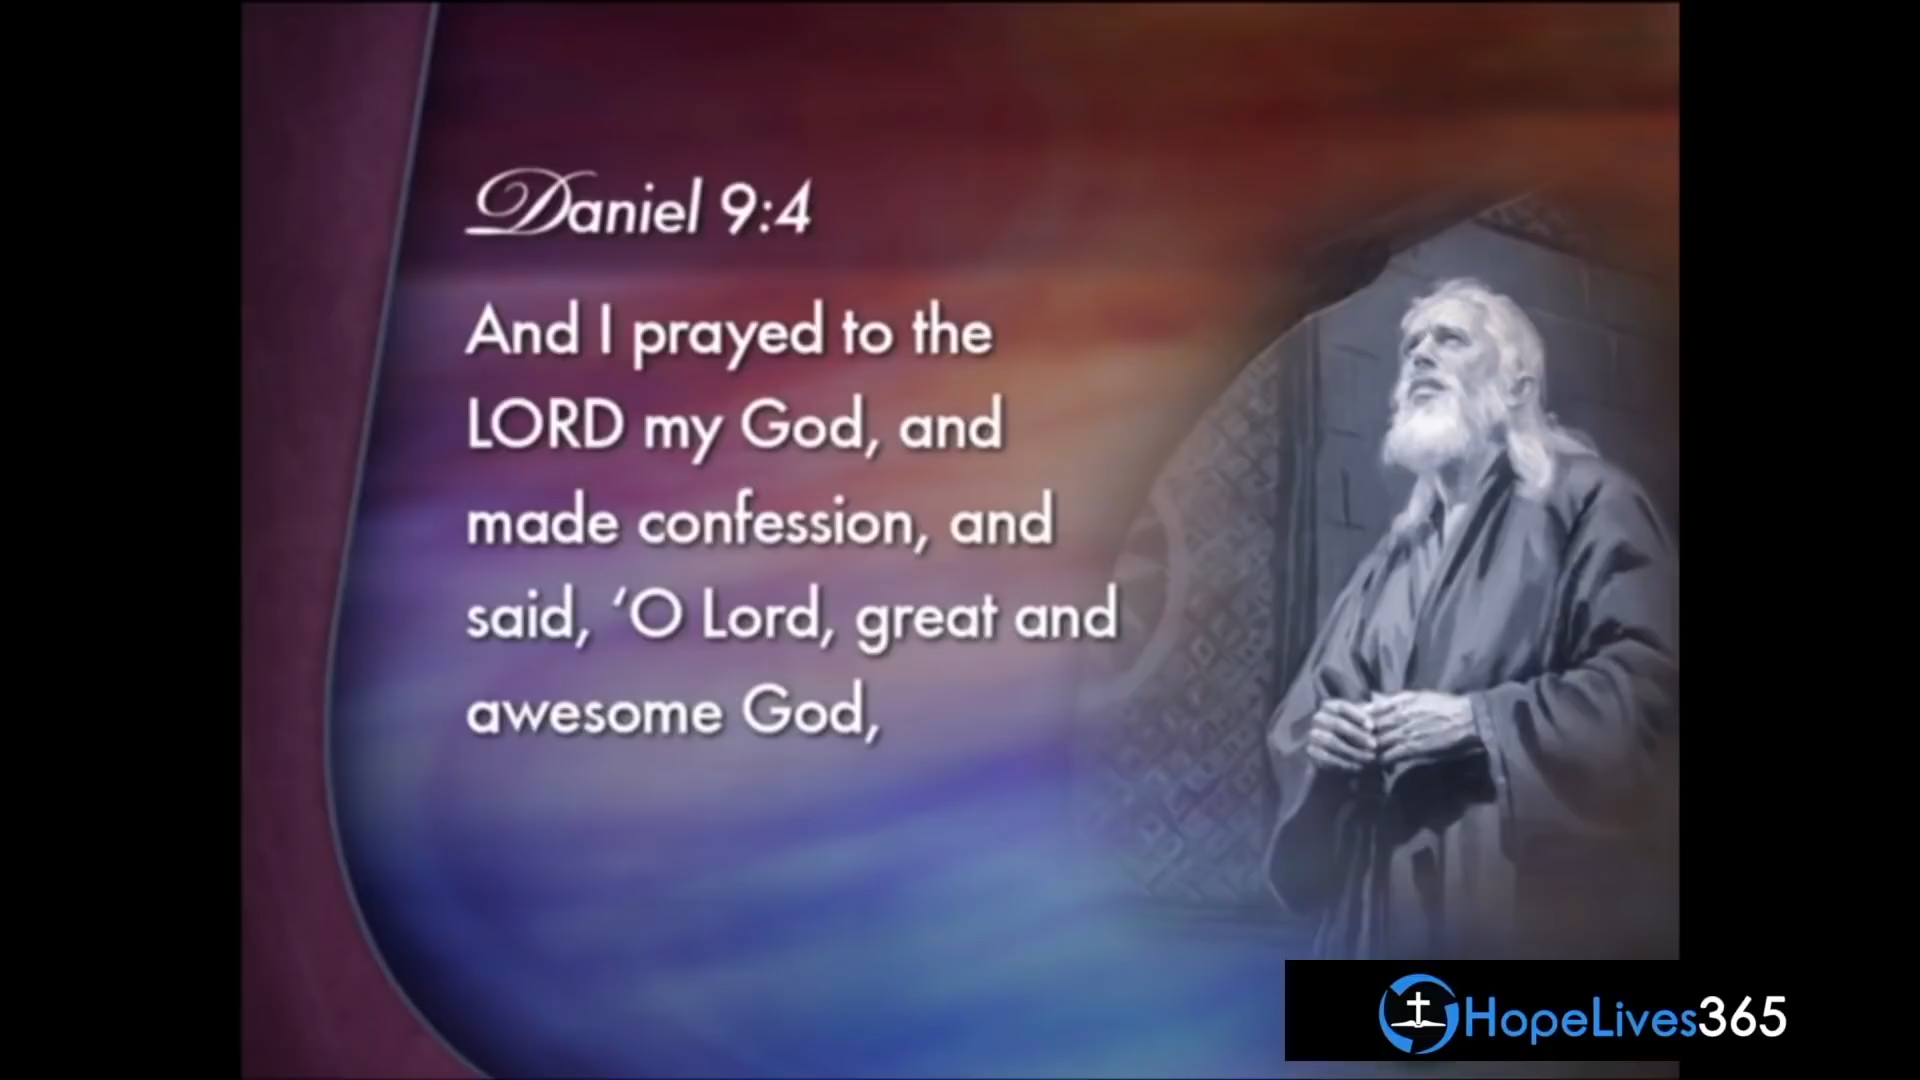 Daniel 9:4
And I prayed to the
LORD my God, and
made confession, and
said, ‘O Lord, great and
awesome God,
HopeLives365